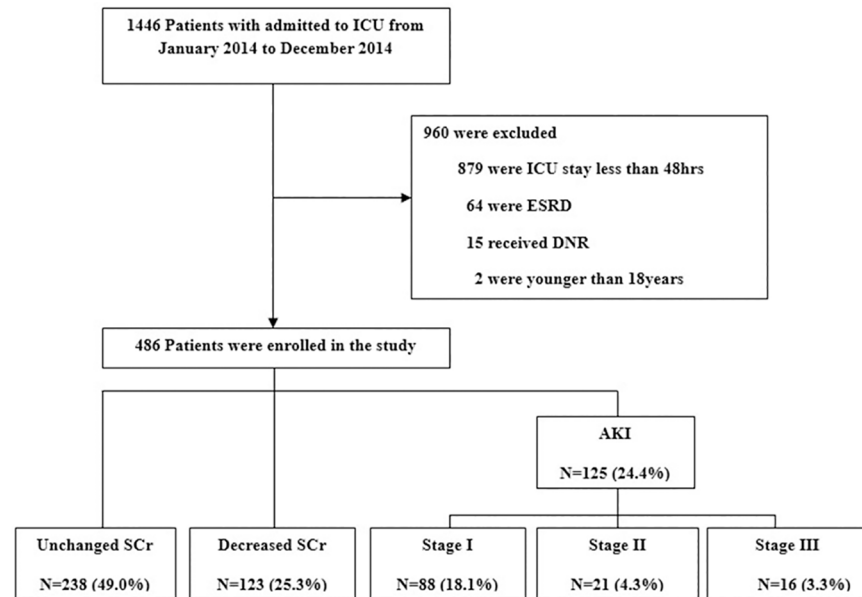 1446 Patients with admitted to ICU from
January 2014 to December 2014
960 were excluded
879 were ICU stay less than 48hrs
64 were ESRD
15 received DNR
2 were younger than 18years
486 Patients were enrolled in the study
AKI
N=125 (24.4%)
Unchanged SCr
N=238 (49.0%)
Decreased SCr
N=123 (25.3%)
Stage I
N=88 (18.1%)
Stage II
N=21 (4.3%)
Stage III
N=16 (3.3%)